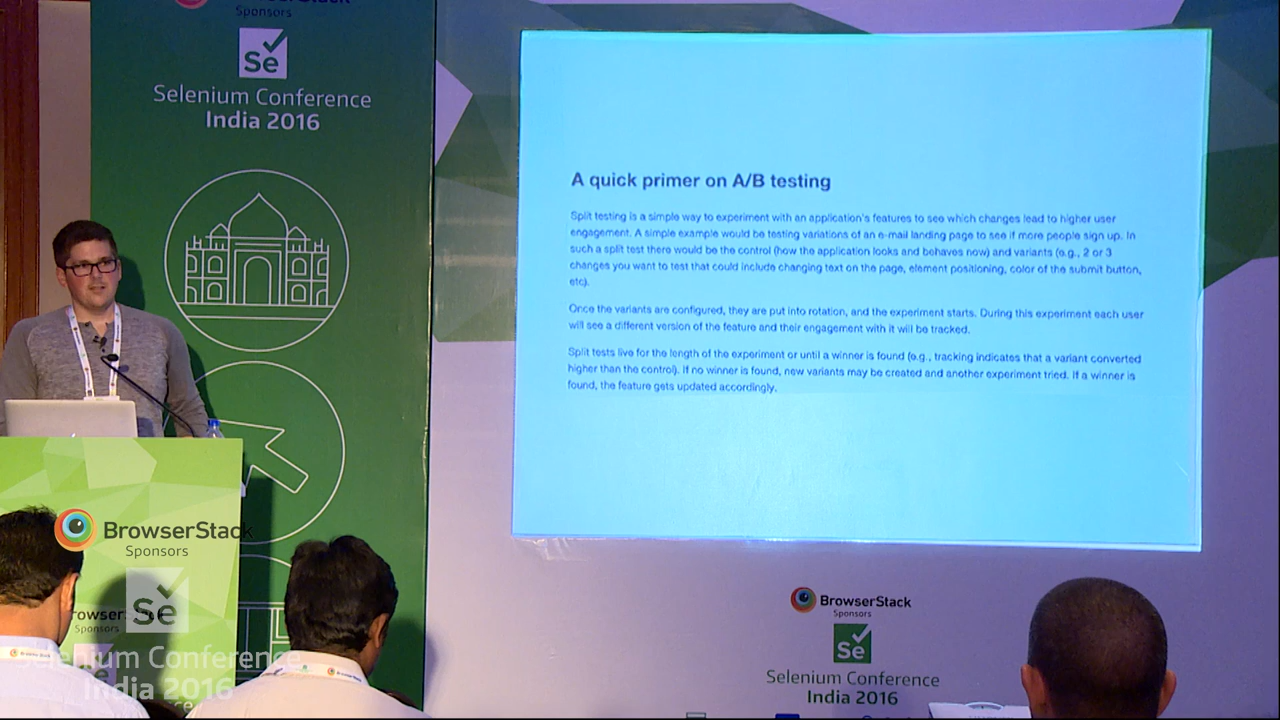 Sponsors
Se
Selenium Conference
India 2016
A quick primer on A/B testing
Split testing is a simple way to experiment with an application's features to see which changes lead to higher user
engagement. A simple example would be testing variations of an e-mail landing page to see if more people sign up. In
such a split test there would be the control (how the application looks and behaves now) and variants (e.g., 2 or 3
changes you want to test that could include changing text on the page, element positioning, color of the submit button,
etc).
Once the variants are configured, they are put into rotation, and the experiment starts. During this experiment each user
will see a different version of the feature and their engagement with it will be tracked.
Split tests live for the length of the experiment or until a winner is found (e.g., tracking indicates that a variant converted
higher than the control). If no winner is found, new variants may be created and another experiment tried. If a winner is
found, the feature gets updated accordingly.
BrowserStack
Sponsors
Se
Sponsors
Selenium Conference
India 2016
BrowserStack
Sponsors
Se
Selenium Conference
India 2016